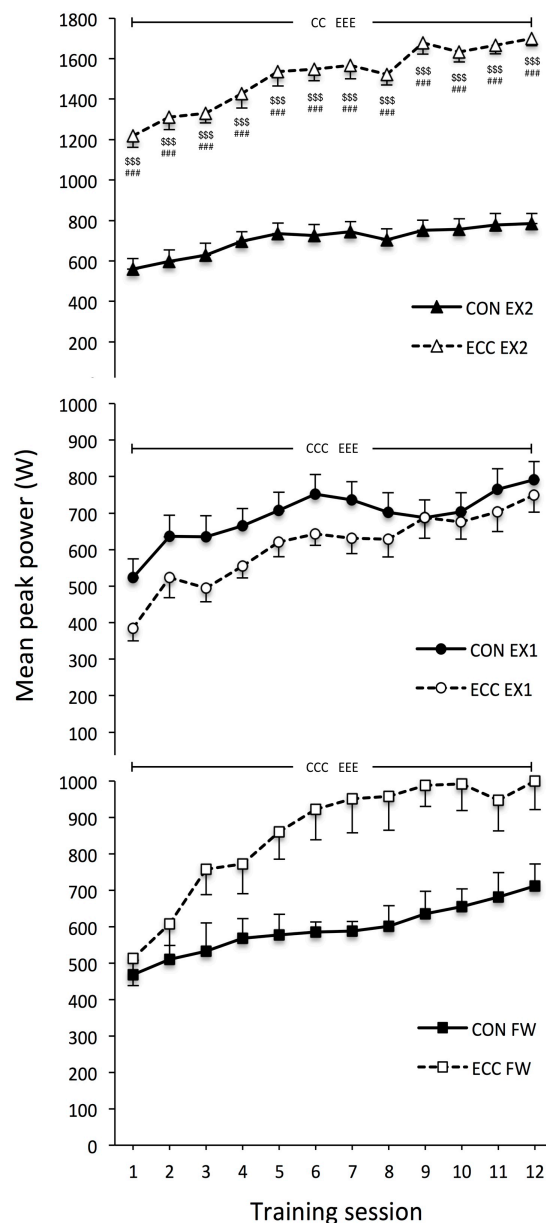 Mean peak power (W)
CC EEE
1800
1600
1400
1200
1000
800
600
400
200
$$$ $$$ $$$ $$$ $$$ $$$ $$$ $$$ $$$ $$$ $$$ $$$
### ### ### ### ### ### ### ### ### ### ### ###
CON EX2
ECC EX2
CCC EEE
1000
900
800
700
600
500
400
300
200
100
CON EX1
ECC EX1
CCC EEE
1000
900
800
700
600
500
400
300
200
100
0
CON FW
ECC FW
1 2 3 4 5 6 7 8 9 10 11 12
Training session